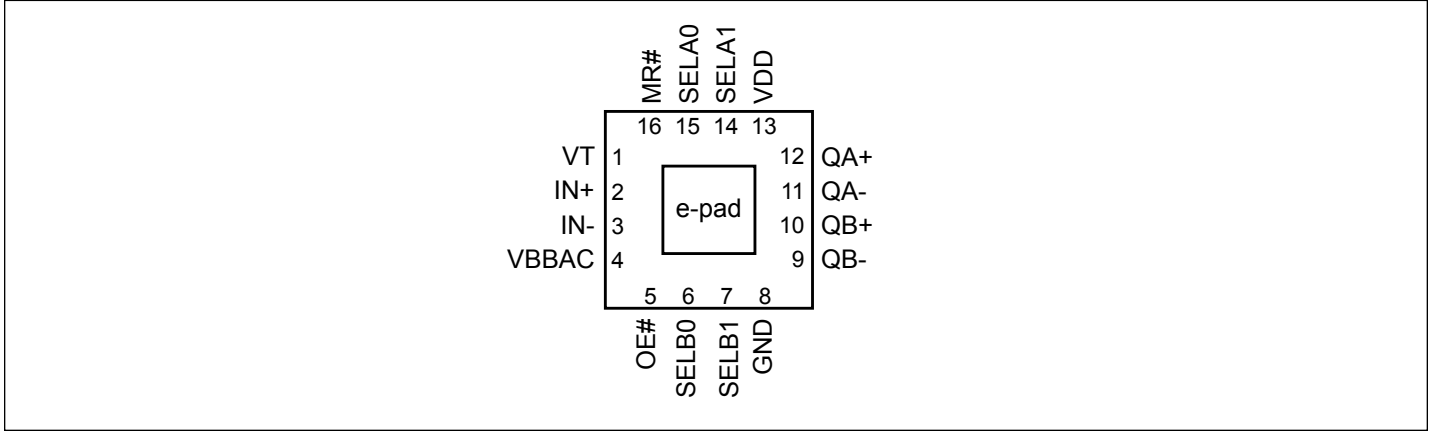 MR# SELA0 SELA1 VDD
16 15 14 13
VT 1 12 QA+
IN+ 2 11 QA-
e-pad
IN- 3 10 QB+
VBBAC 4 9 QB-
5 6 7 8
OE# SELB0 SELB1 GND